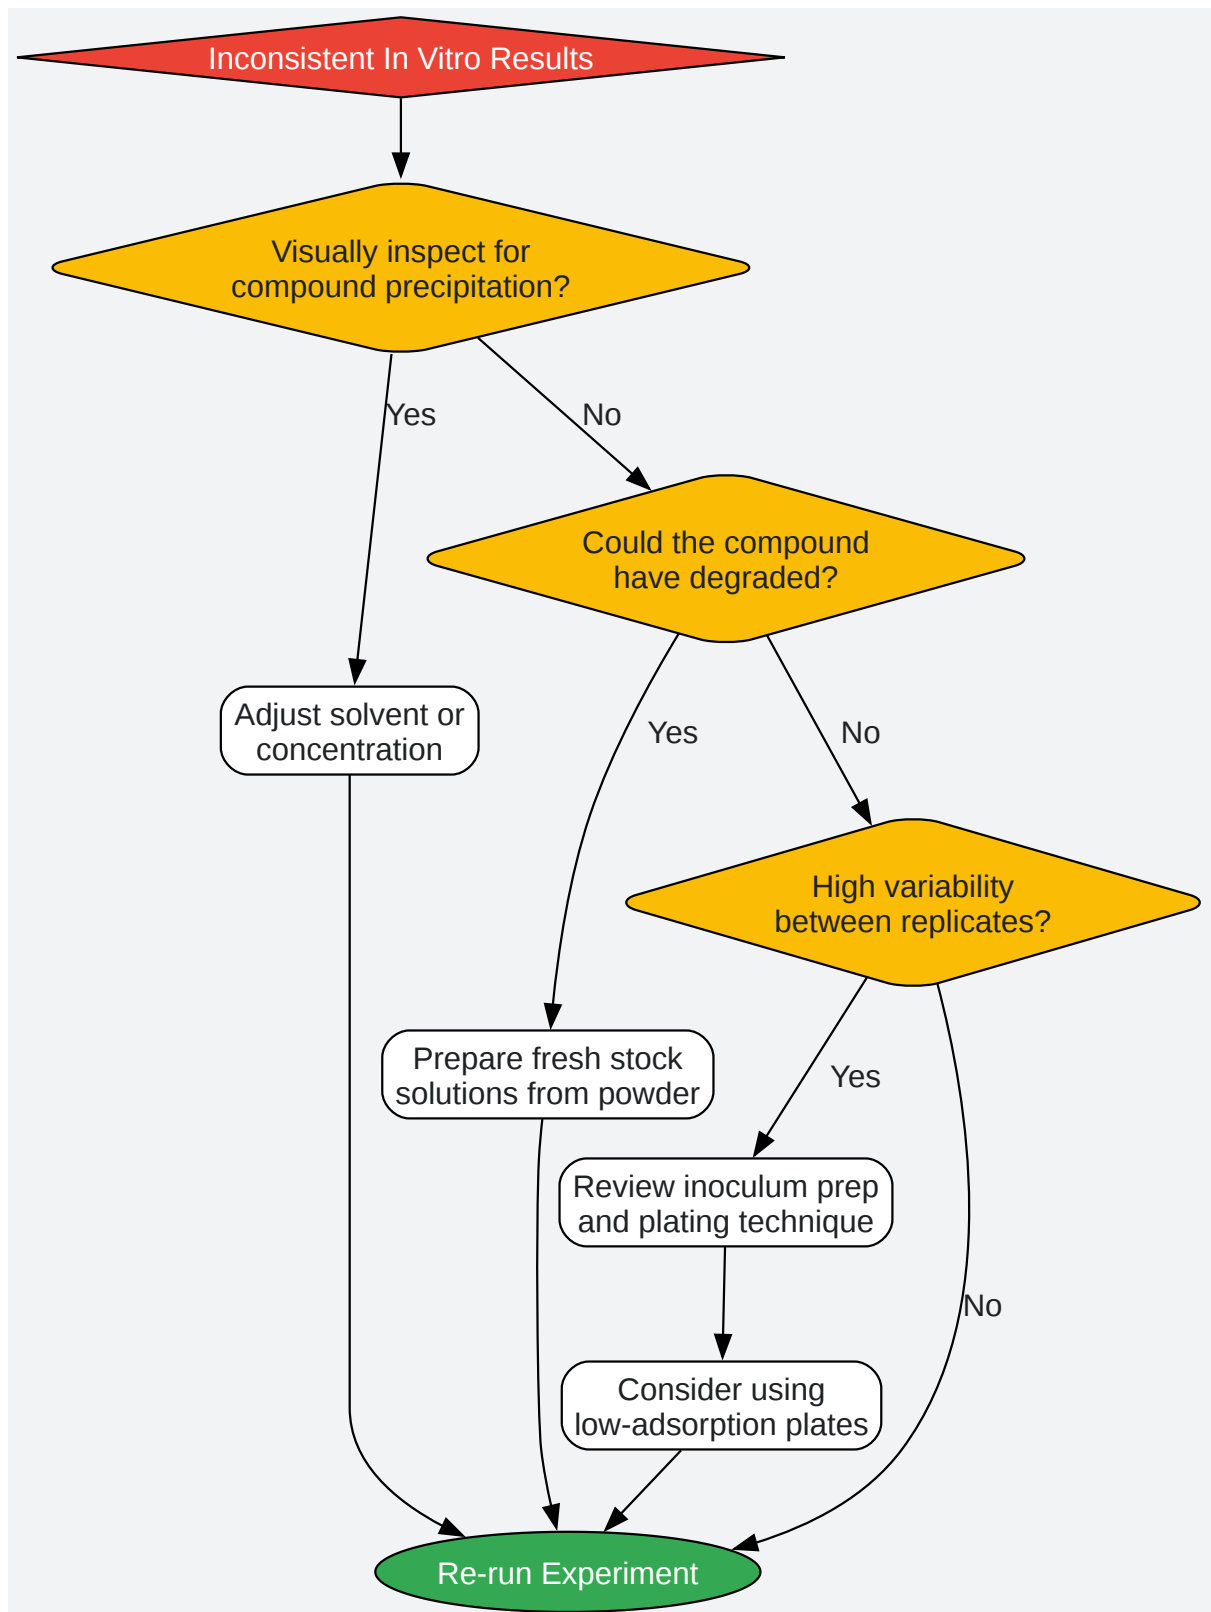 Inconsistent In Vitro Results
Visually inspect for
compound precipitation?
Yes
No
Could the compound
have degraded?
Adjust solvent or
concentration
Yes
No
High variability
between replicates?
Prepare fresh stock
solutions from powder
Yes
Review inoculum prep
and plating technique
No
Consider using
low-adsorption plates
Re-run Experiment